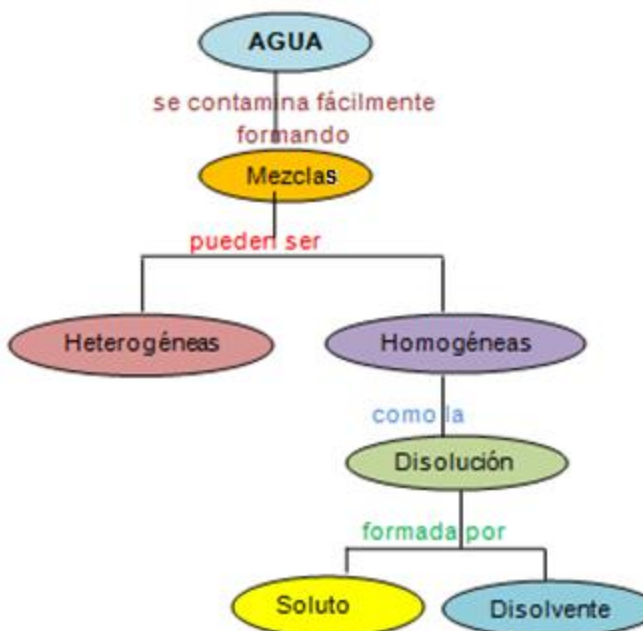 AGUA
se contamina fácilmente
formando
Mezclas
pueden ser
Heterogéneas
Homogéneas
como la
Disolución
formada por
Soluto
Disolvente